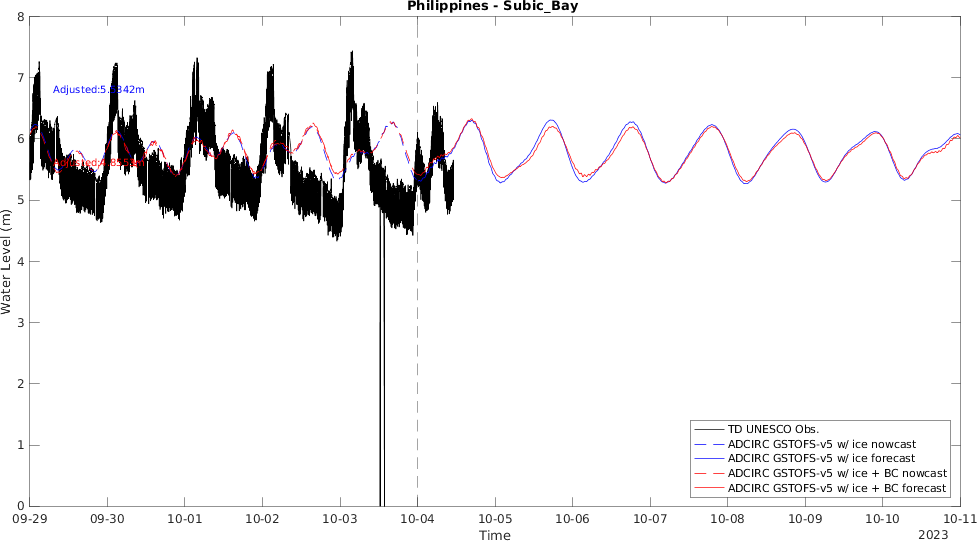 Philippines - Subic_Bay
Water Level (m)
8
7
6
5
4
3
2
1
0
Adjusted:5.5342m
TD UNESCO Obs.
ADCIRC GSTOFS-v5 w/ ice nowcast
ADCIRC GSTOFS-v5 w/ ice forecast
ADCIRC GSTOFS-v5 w/ ice + BC nowcast
ADCIRC GSTOFS-v5 w/ ice + BC forecast
09-29 09-30 10-01 10-02 10-03 10-04 10-05 10-06 10-07 10-08 10-09 10-10 10-11
Time
2023